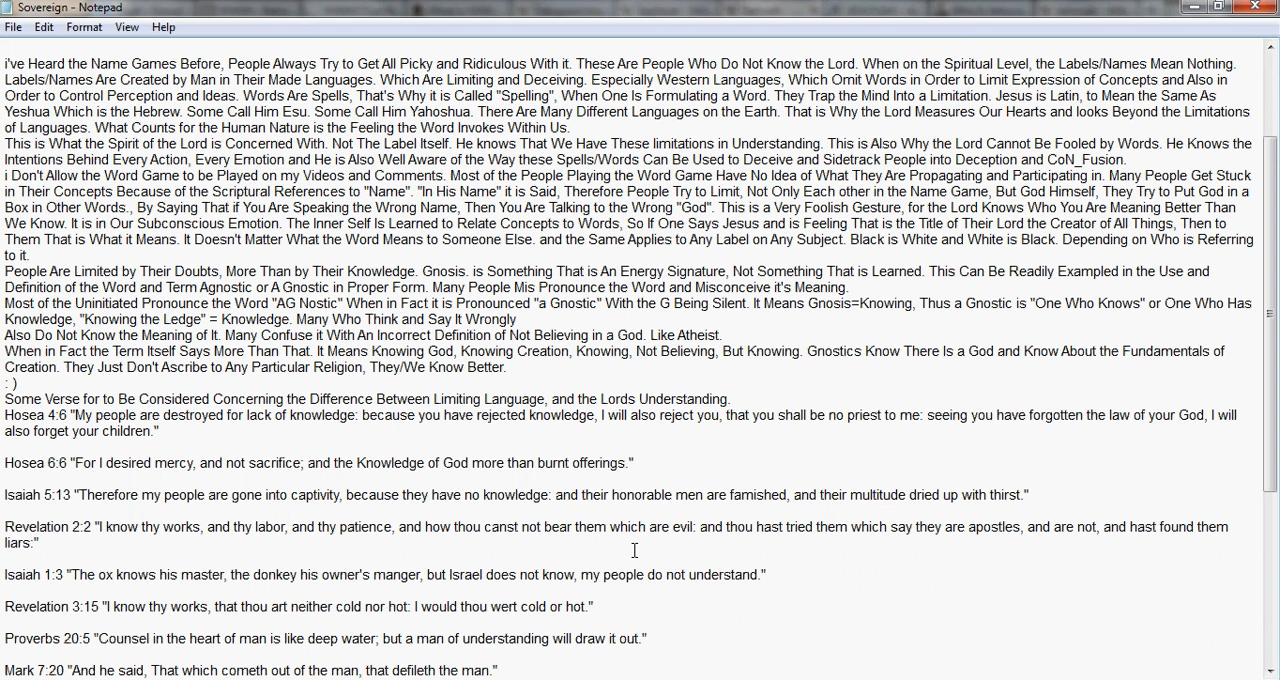 Sovereign - Notepad
File Edit Format View Help
i've Heard the Name Games Before, People Always Try to Get All Picky and Ridiculous With it. These Are People Who Do Not Know the Lord. When on the Spiritual Level, the Labels/Names Mean Nothing.
Labels/Names Are Created by Man in Their Made Languages. Which Are Limiting and Deceiving. Especially Western Languages, Which Omit Words in Order to Limit Expression of Concepts and Also in
Order to Control Perception and Ideas. Words Are Spells, That's Why it is Called "Spelling", When One Is Formulating a Word. They Trap the Mind Into a Limitation. Jesus is Latin, to Mean the Same As
Yeshua Which is the Hebrew. Some Call Him Esu. Some Call Him Yahoshua. There Are Many Different Languages on the Earth. That is Why the Lord Measures Our Hearts and looks Beyond the Limitations
of Languages. What Counts for the Human Nature is the Feeling the Word Invokes Within Us.
This is What the Spirit of the Lord is Concerned With. Not The Label Itself. He knows That We Have These limitations in Understanding. This is Also Why the Lord Cannot Be Fooled by Words. He Knows the
Intentions Behind Every Action, Every Emotion and He is Also Well Aware of the Way these Spells/Words Can Be Used to Deceive and Sidetrack People into Deception and CoN_Fusion.
i Don't Allow the Word Game to be Played on my Videos and Comments. Most of the People Playing the Word Game Have No Idea of What They Are Propagating and Participating in. Many People Get Stuck
in Their Concepts Because of the Scriptural References to "Name". "In His Name" it is Said, Therefore People Try to Limit, Not Only Each other in the Name Game, But God Himself, They Try to Put God in a
Box in Other Words., By Saying That if You Are Speaking the Wrong Name, Then You Are Talking to the Wrong "God". This is a Very Foolish Gesture, for the Lord Knows Who You Are Meaning Better Than
We Know. It is in Our Subconscious Emotion. The Inner Self Is Learned to Relate Concepts to Words, So If One Says Jesus and is Feeling That is the Title of Their Lord the Creator of All Things, Then to
Them That is What it Means. It Doesn't Matter What the Word Means to Someone Else. and the Same Applies to Any Label on Any Subject. Black is White and White is Black. Depending on Who is Referring
to it.
People Are Limited by Their Doubts, More Than by Their Knowledge. Gnosis. is Something That is An Energy Signature, Not Something That is Learned. This Can Be Readily Exampled in the Use and
Definition of the Word and Term Agnostic or A Gnostic in Proper Form. Many People Mis Pronounce the Word and Misconceive it's Meaning.
Most of the Uninitiated Pronounce the Word "AG Nostic" When in Fact it is Pronounced "a Gnostic" With the G Being Silent. It Means Gnosis=Knowing, Thus a Gnostic is "One Who Knows" or One Who Has
Knowledge, "Knowing the Ledge" = Knowledge. Many Who Think and Say It Wrongly
Also Do Not Know the Meaning of It. Many Confuse it With An Incorrect Definition of Not Believing in a God. Like Atheist.
When in Fact the Term Itself Says More Than That. It Means Knowing God, Knowing Creation, Knowing, Not Believing, But Knowing. Gnostics Know There Is a God and Know About the Fundamentals of
Creation. They Just Don't Ascribe to Any Particular Religion, They/We Know Better.
: )
Some Verse for to Be Considered Concerning the Difference Between Limiting Language, and the Lords Understanding.
Hosea 4:6 "My people are destroyed for lack of knowledge: because you have rejected knowledge, I will also reject you, that you shall be no priest to me: seeing you have forgotten the law of your God, I will
also forget your children."
Hosea 6:6 "For I desired mercy, and not sacrifice; and the Knowledge of God more than burnt offerings."
Isaiah 5:13 "Therefore my people are gone into captivity, because they have no knowledge: and their honorable men are famished, and their multitude dried up with thirst."
Revelation 2:2 "I know thy works, and thy labor, and thy patience, and how thou canst not bear them which are evil: and thou hast tried them which say they are apostles, and are not, and hast found them
liars:"
Isaiah 1:3 "The ox knows his master, the donkey his owner's manger, but Israel does not know, my people do not understand."
Revelation 3:15 "I know thy works, that thou art neither cold nor hot: I would thou wert cold or hot."
Proverbs 20:5 "Counsel in the heart of man is like deep water; but a man of understanding will draw it out."
Mark 7:20 "And he said, That which cometh out of the man, that defileth the man."